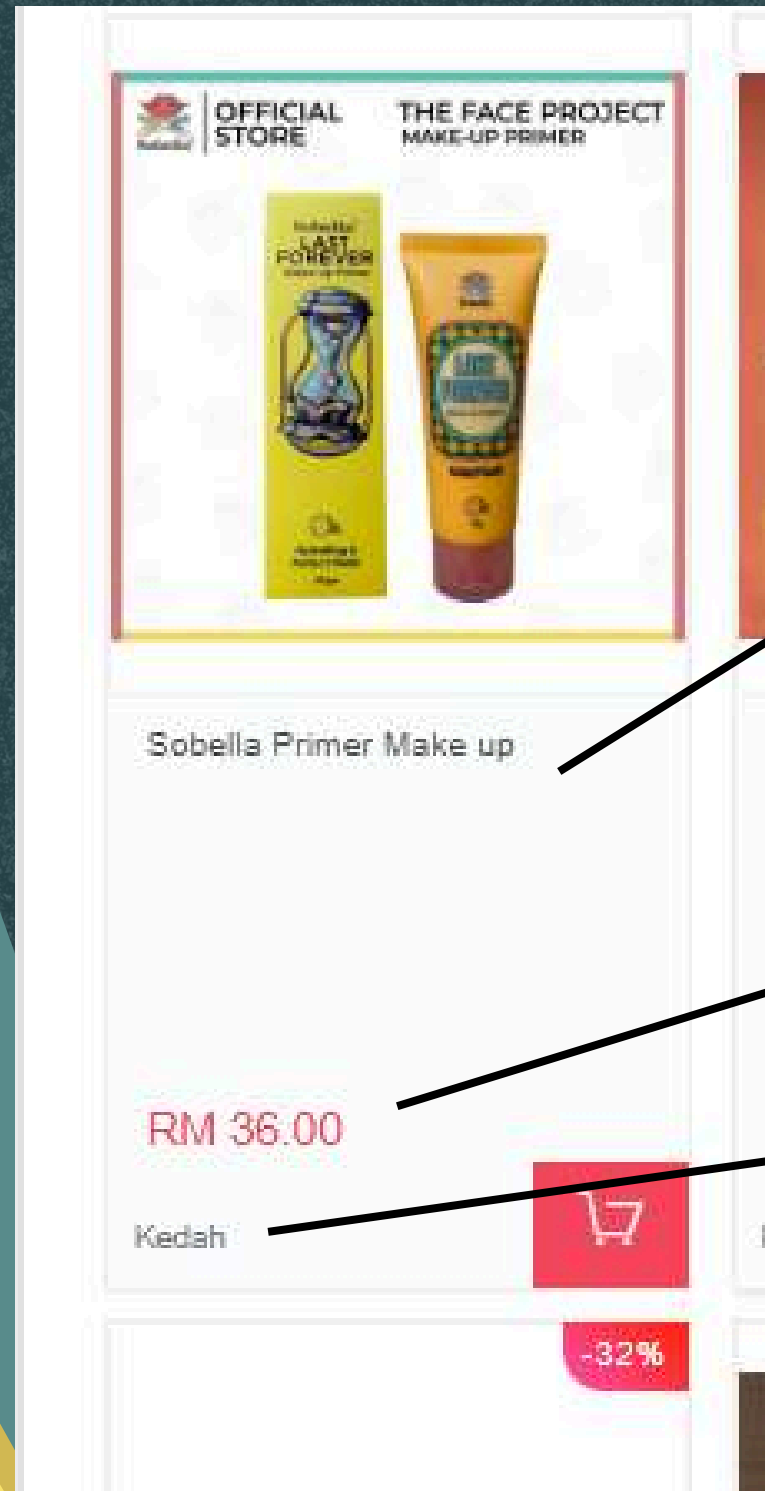 OFFICIAL
STORE
THE FACE PROJECT
MAKE-UP PRIMER
LAST
FOREVER
Sobella Primer Make up
RM 36.00
Kedah
-32%